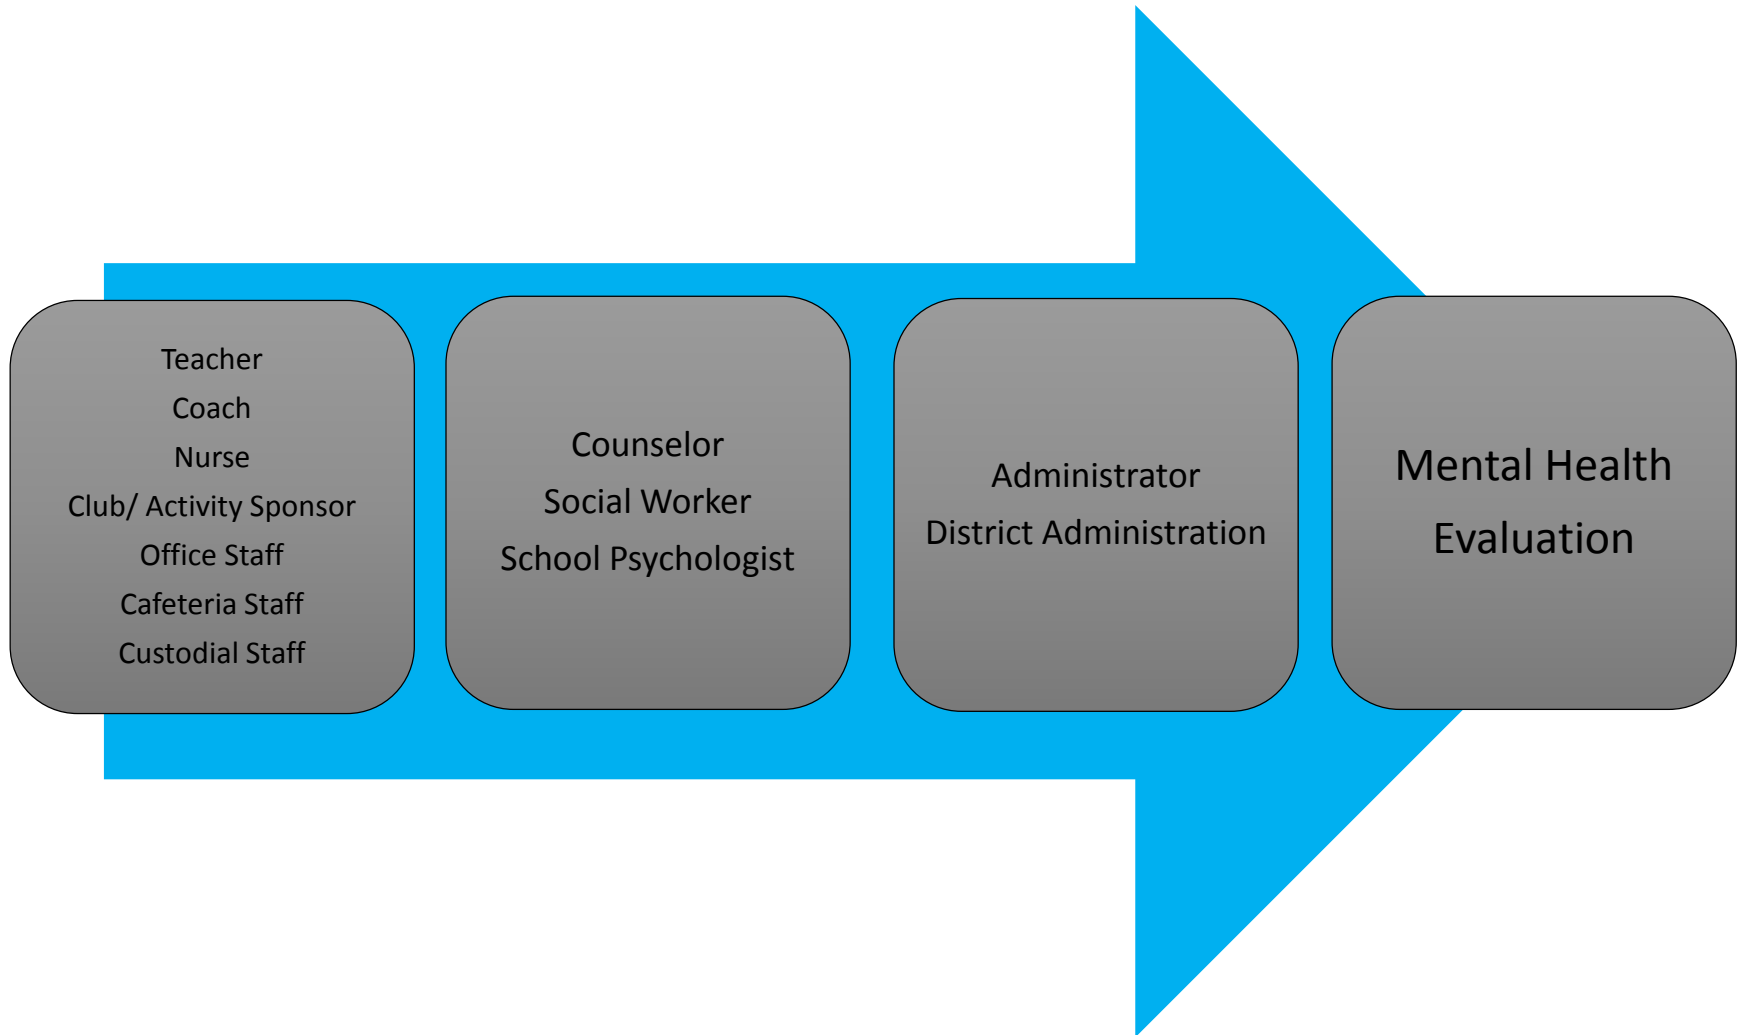 Teacher
Coach
Nurse
Club/ Activity Sponsor
Office Staff
Cafeteria Staff
Custodial Staff
Counselor
Social Worker
School Psychologist
Administrator
District Administration
Mental Health
Evaluation